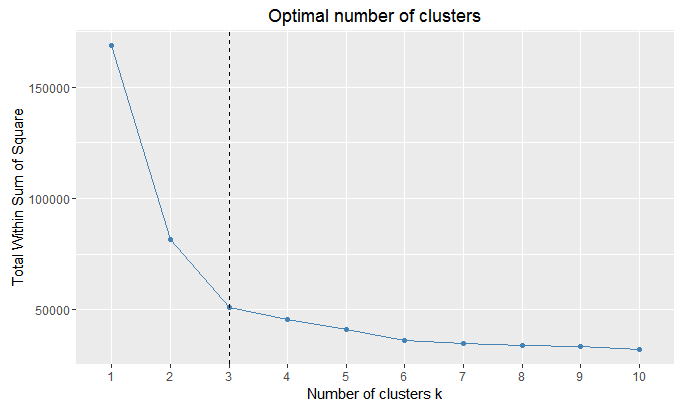 Optimal number of clusters
Total Within Sum of Square
150000
100000
50000
1 2 3 4 5 6 7 8 9 10
Number of clusters k